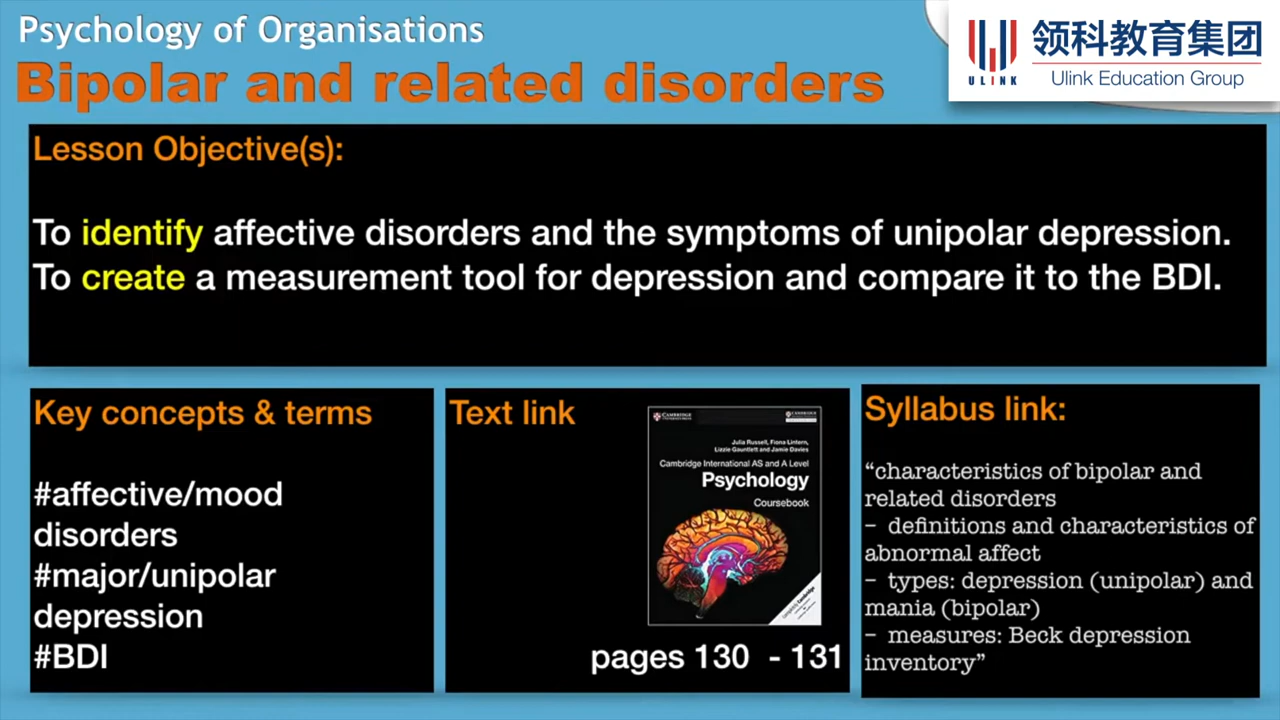 Psychology of Organisations
Bipolar and related disorders
ULINK
领科教育集团
Ulink Education Group
Lesson Objective(s):
To identify affective disorders and the symptoms of unipolar depression.
To create a measurement tool for depression and compare it to the BDI.
Key concepts & terms
#affective/mood
disorders
#major/unipolar
depression
#BDI
Text link
CAMBRIDGE
Julia Russell, Fiona Lintern,
Lizzie Gauntlett and Jamie Davies
Cambridge International AS and A Level
Psychology
Coursebook
pages 130 - 131
Syllabus link:
“characteristics of bipolar and
related disorders
– definitions and characteristics of
abnormal affect
– types: depression (unipolar) and
mania (bipolar)
– measures: Beck depression
inventory”